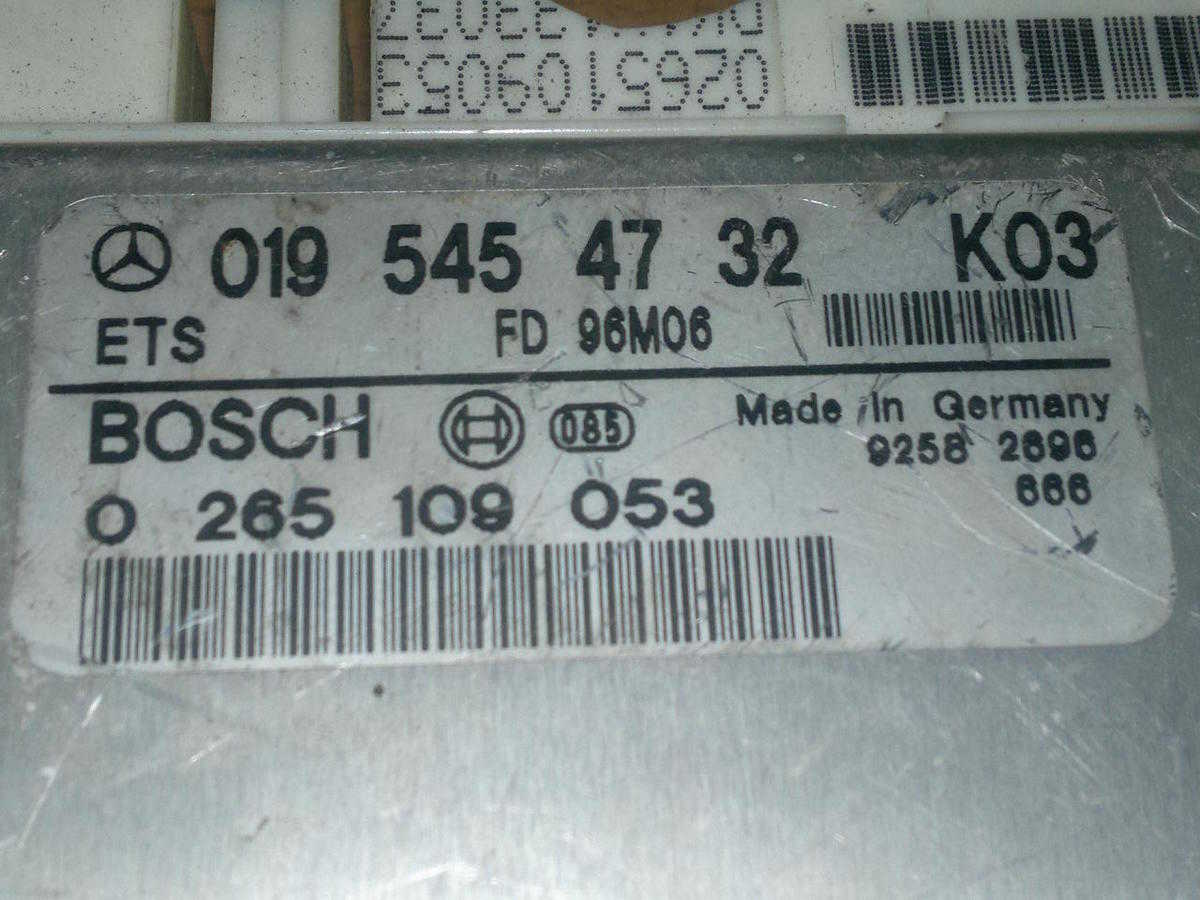 0265109053
019 545 47 32 K03
ETS FD 96M06
BOSCH 085 Made In Germany
9258 2696
0 265 109 053 666